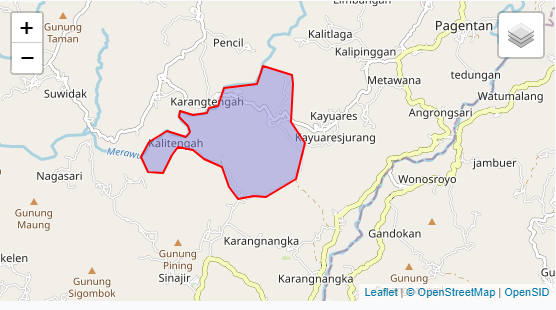 Limbangan
Gunung
Taman
+
−
Pencil
Kalitlaga
Pagentan
Kalipinggan
Metawana
tedungan
Suwidak
Watumalang
Karangtengah
Kayuares
Angrongsari
Kayuaresjurang
Kalitengah
Merawu
jambuer
Nagasari
Wonosroyo
Gunung
Maung
Gandokan
Karangnangka
kelen
Gunung
Pining
Sinajir
Gunung
Sigombok
Karangnangka
Gunung
Leaflet | © OpenStreetMap | OpenSID